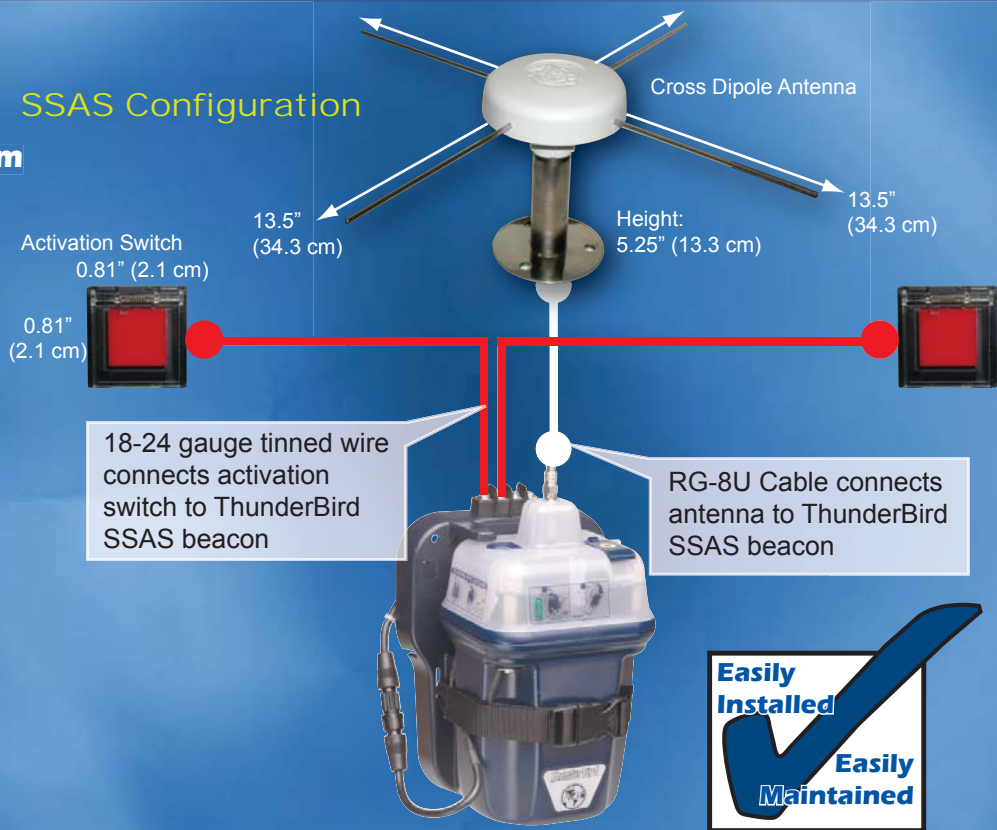 SSAS Configuration
m
Cross Dipole Antenna
13.5”
(34.3 cm)
Height:
5.25” (13.3 cm)
13.5”
(34.3 cm)
Activation Switch
0.81” (2.1 cm)
0.81”
(2.1 cm)
18-24 gauge tinned wire
connects activation
switch to ThunderBird
SSAS beacon
RG-8U Cable connects
antenna to ThunderBird
SSAS beacon
Easily
Installed
Easily
Maintained